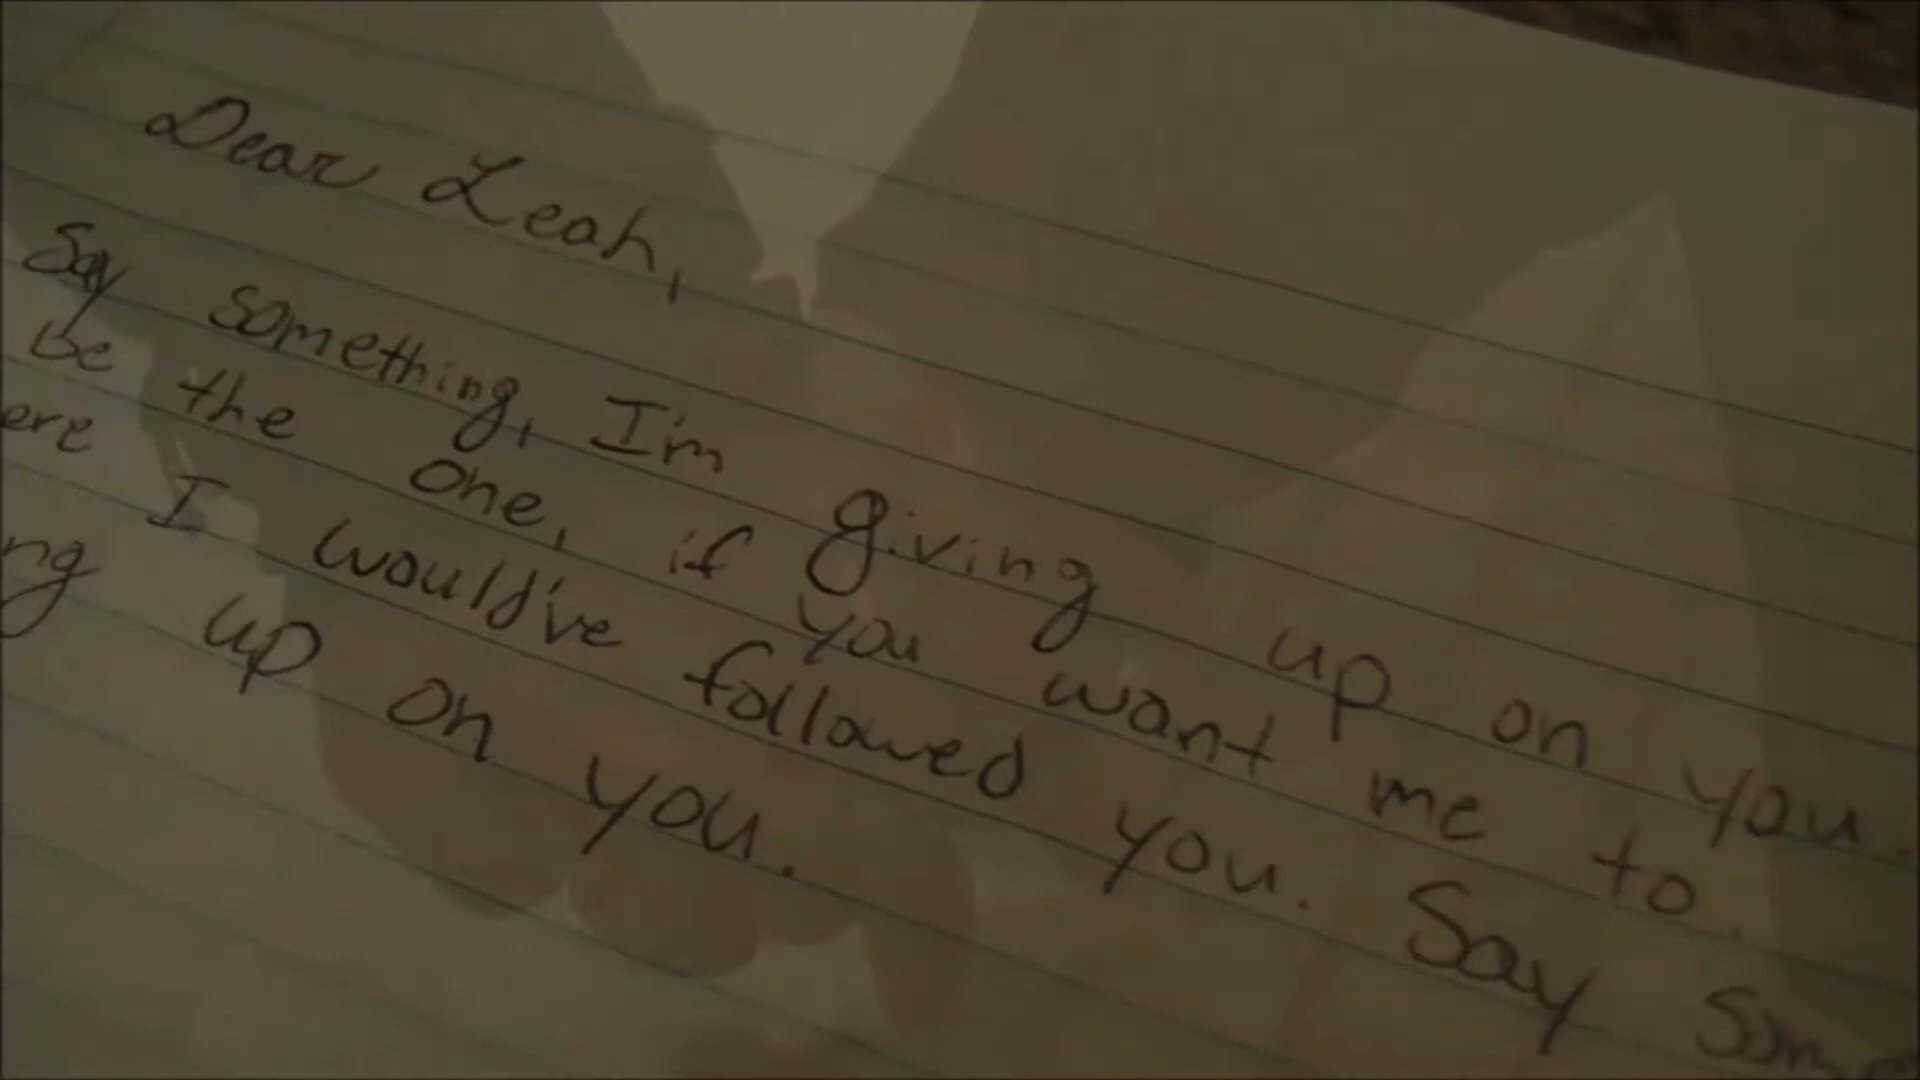 Dear Leah,
Say something, I'm giving up on you.
be the one, if you want me to.
ere I would've followed you. Say some
ng up on you.